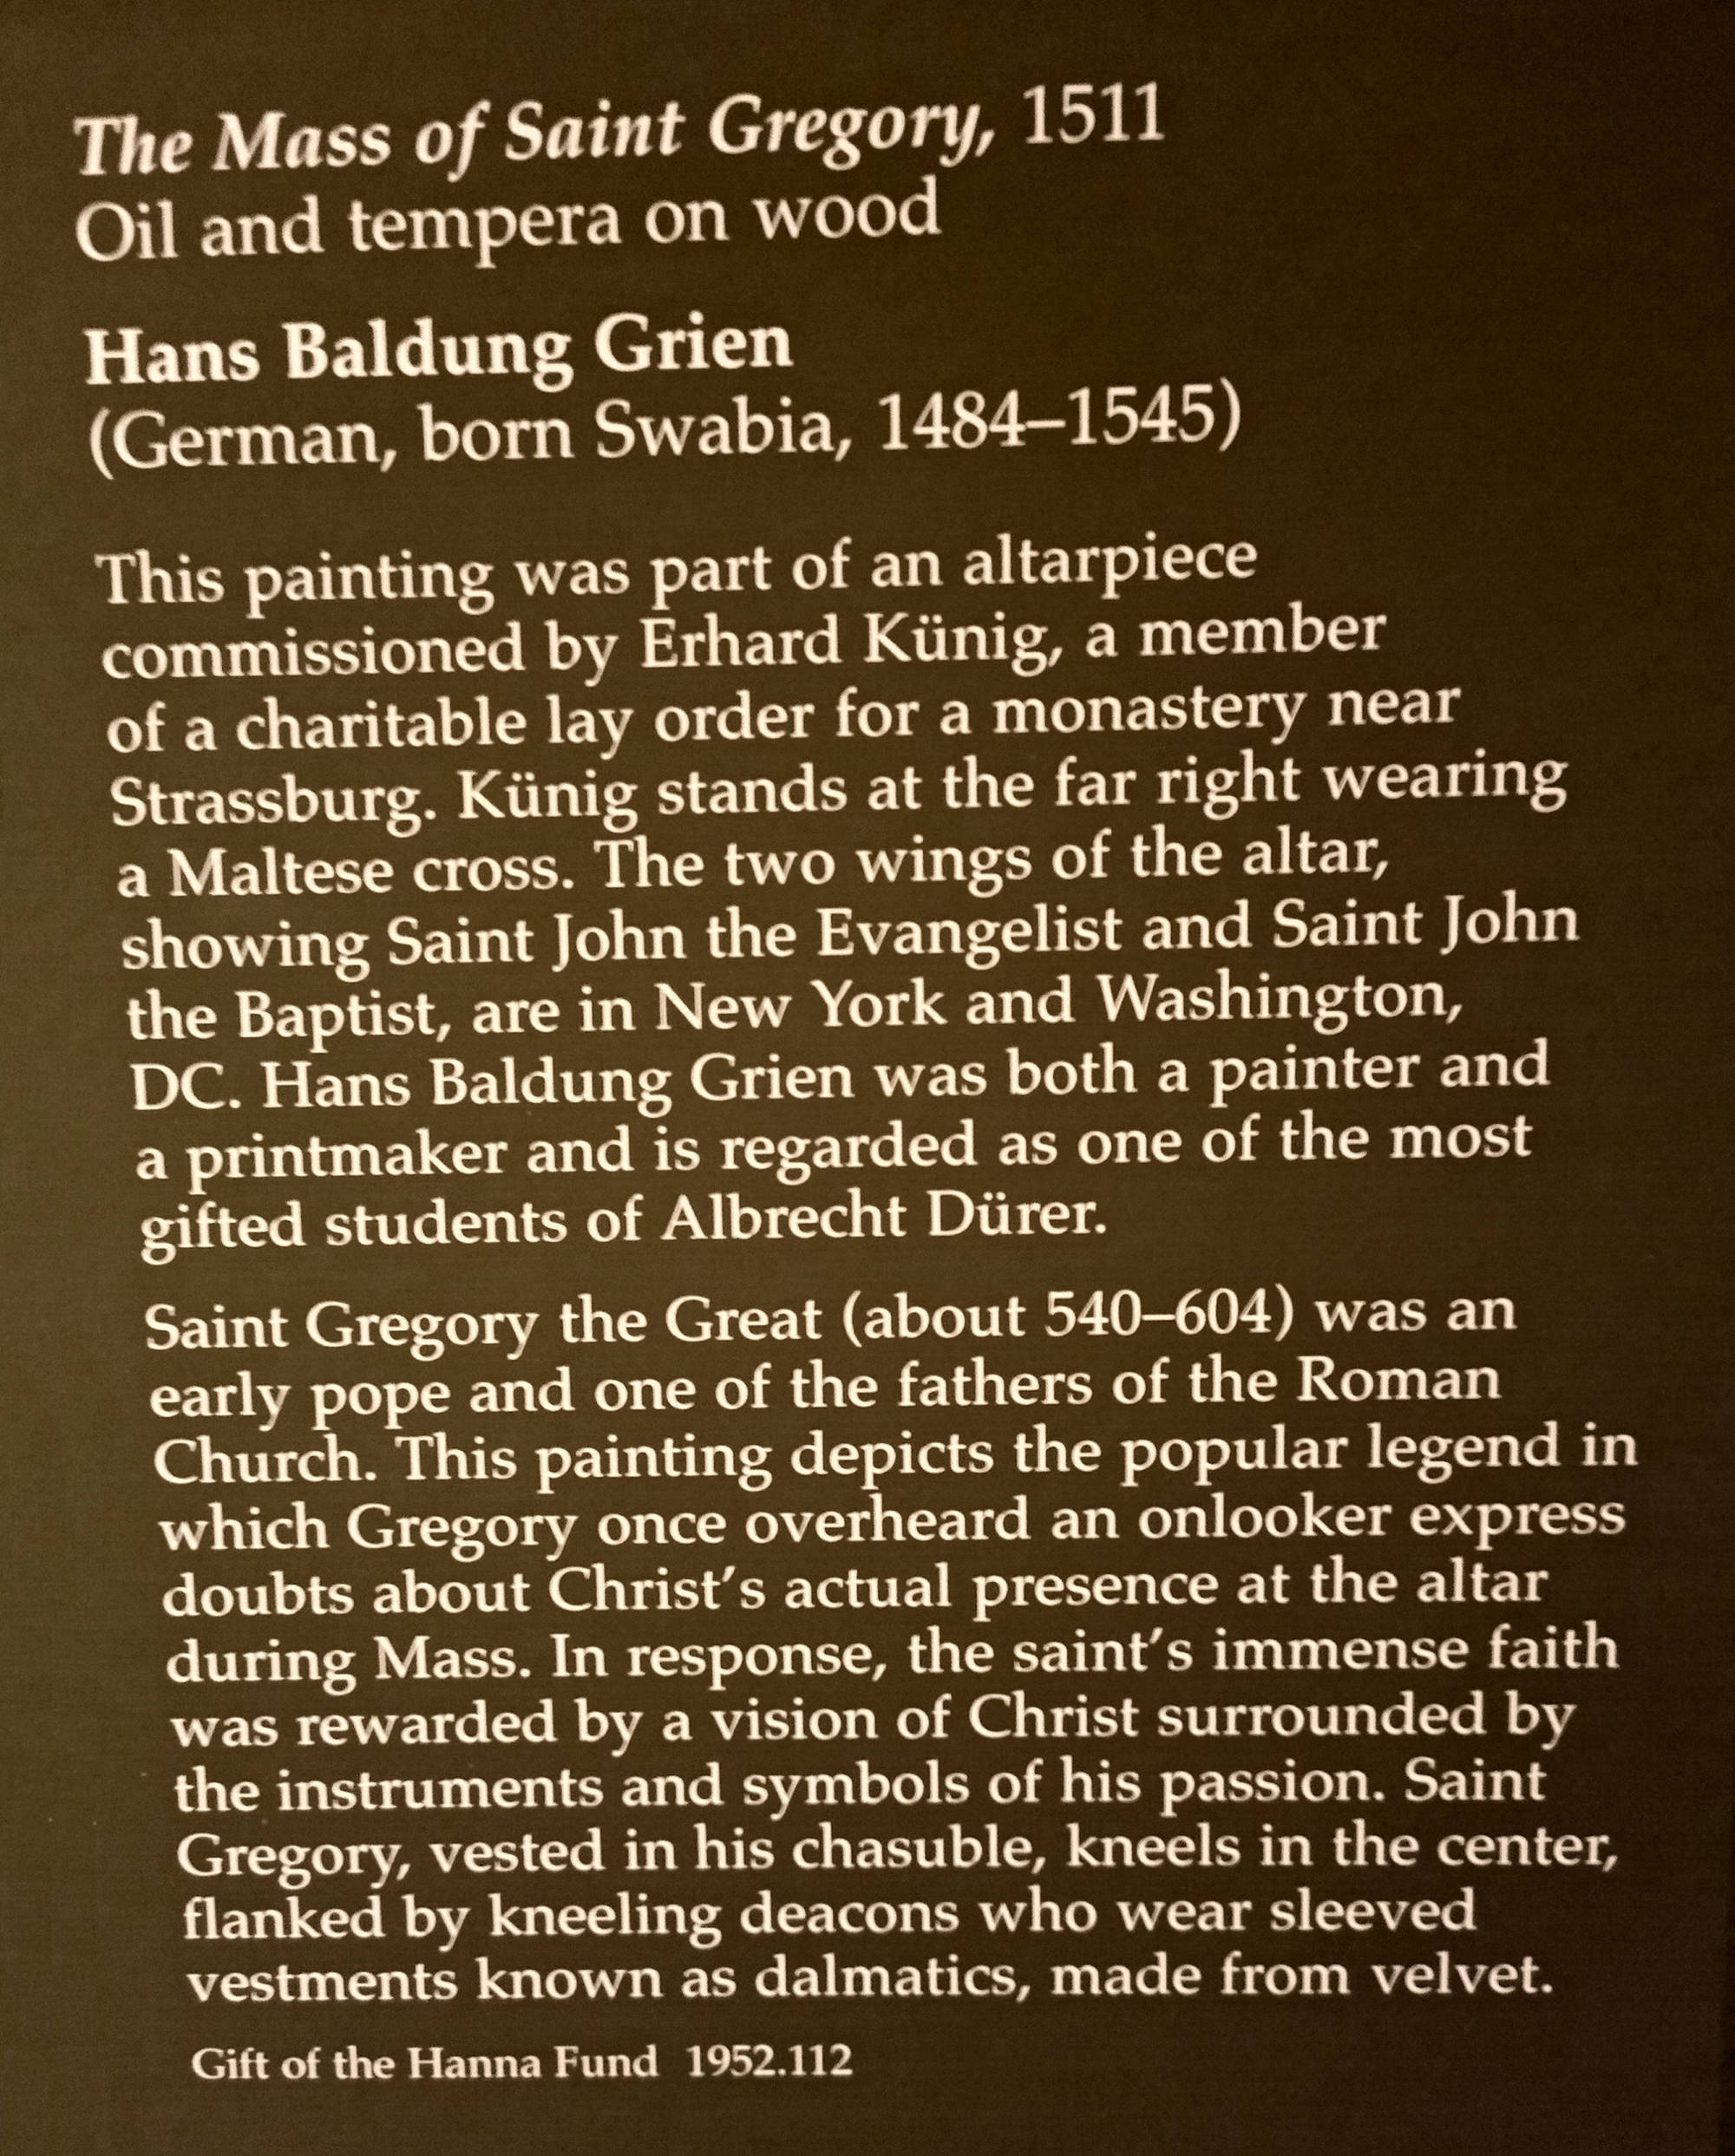 The Mass of Saint Gregory, 1511
Oil and tempera on wood
Hans Baldung Grien
(German, born Swabia, 1484–1545)
This painting was part of an altarpiece
commissioned by Erhard Künig, a member
of a charitable lay order for a monastery near
Strassburg. Künig stands at the far right wearing
a Maltese cross. The two wings of the altar,
showing Saint John the Evangelist and Saint John
the Baptist, are in New York and Washington,
DC. Hans Baldung Grien was both a painter and
a printmaker and is regarded as one of the most
gifted students of Albrecht Dürer.
Saint Gregory the Great (about 540–604) was an
early pope and one of the fathers of the Roman
Church. This painting depicts the popular legend in
which Gregory once overheard an onlooker express
doubts about Christ's actual presence at the altar
during Mass. In response, the saint's immense faith
was rewarded by a vision of Christ surrounded by
the instruments and symbols of his passion. Saint
Gregory, vested in his chasuble, kneels in the center,
flanked by kneeling deacons who wear sleeved
vestments known as dalmatics, made from velvet.
Gift of the Hanna Fund 1952.112